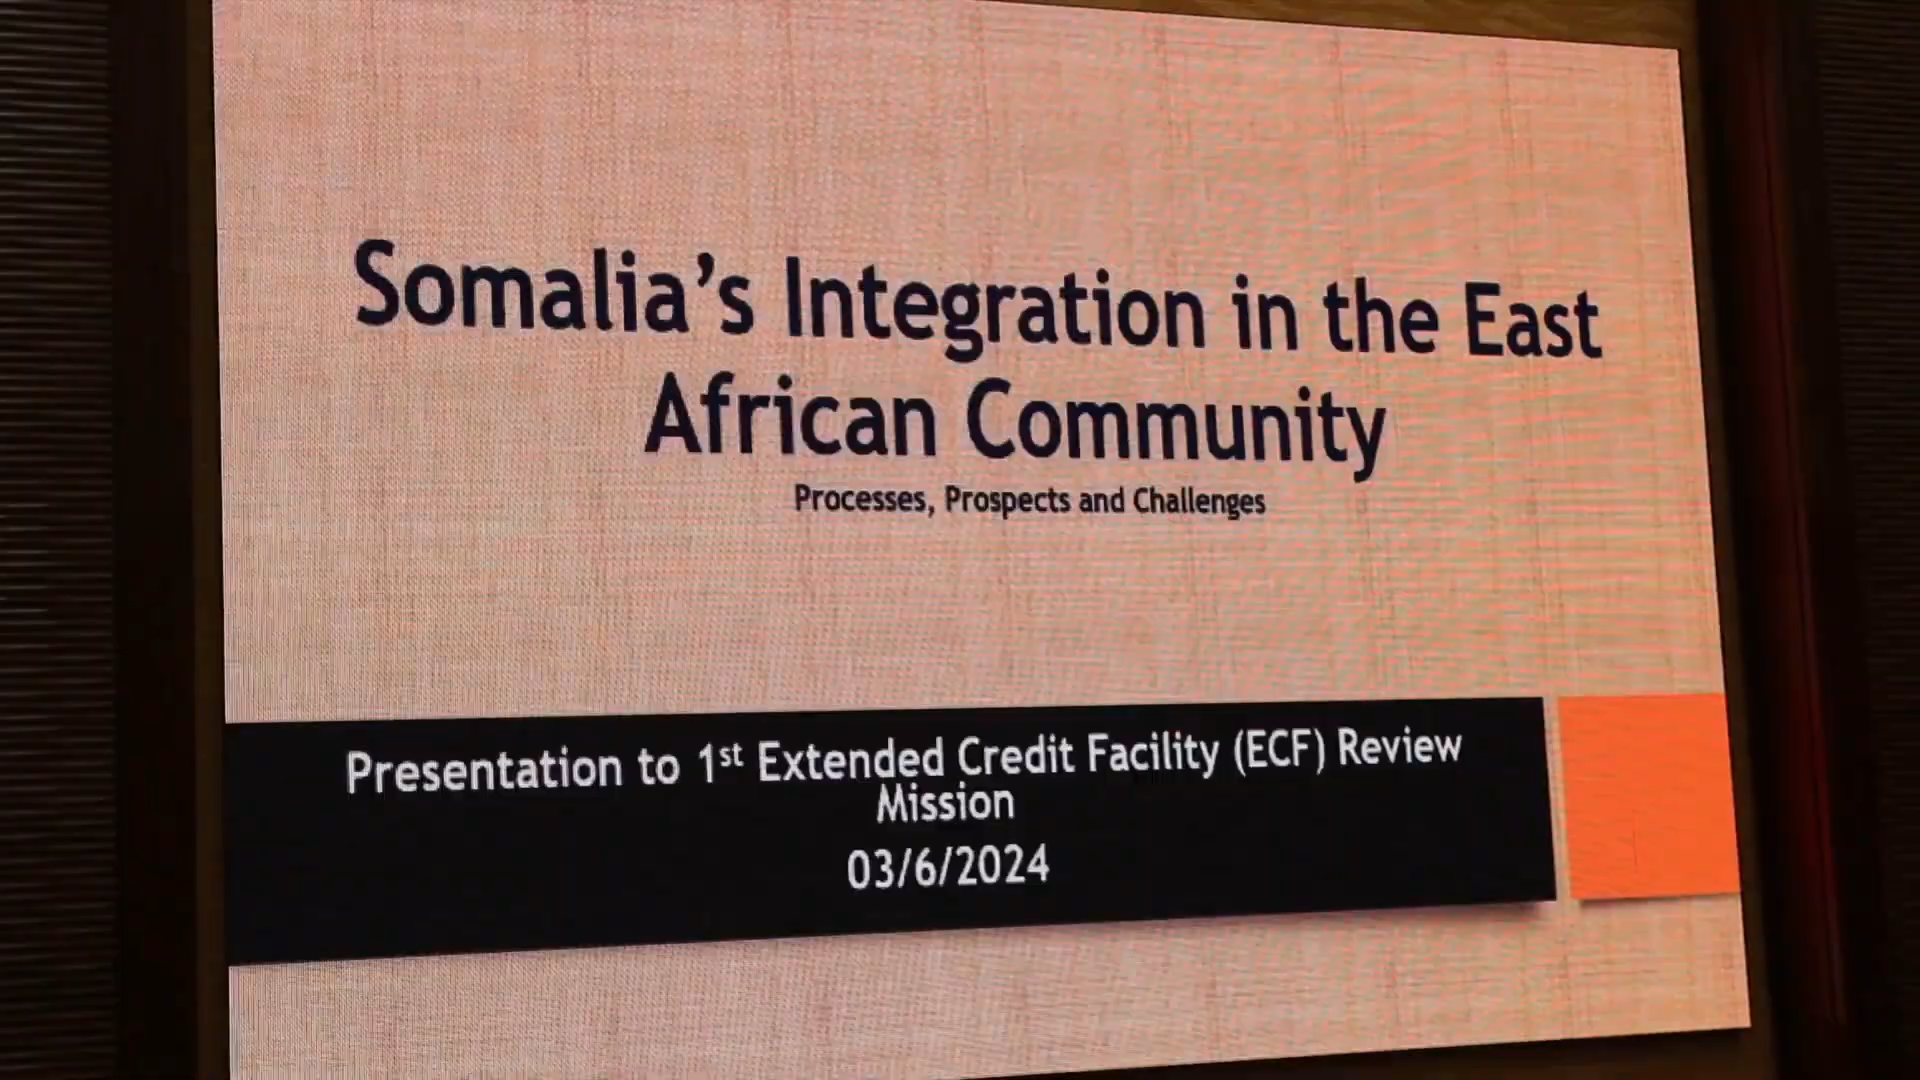 Somalia’s Integration in the East
African Community
Processes, Prospects and Challenges
Presentation to 1st Extended Credit Facility (ECF) Review
Mission
03/6/2024